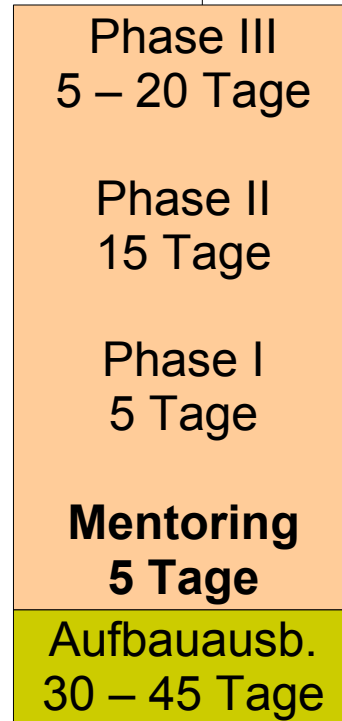 Phase III
5 – 20 Tage
Phase II
15 Tage
Phase I
5 Tage
Mentoring
5 Tage
Aufbauausb.
30 – 45 Tage